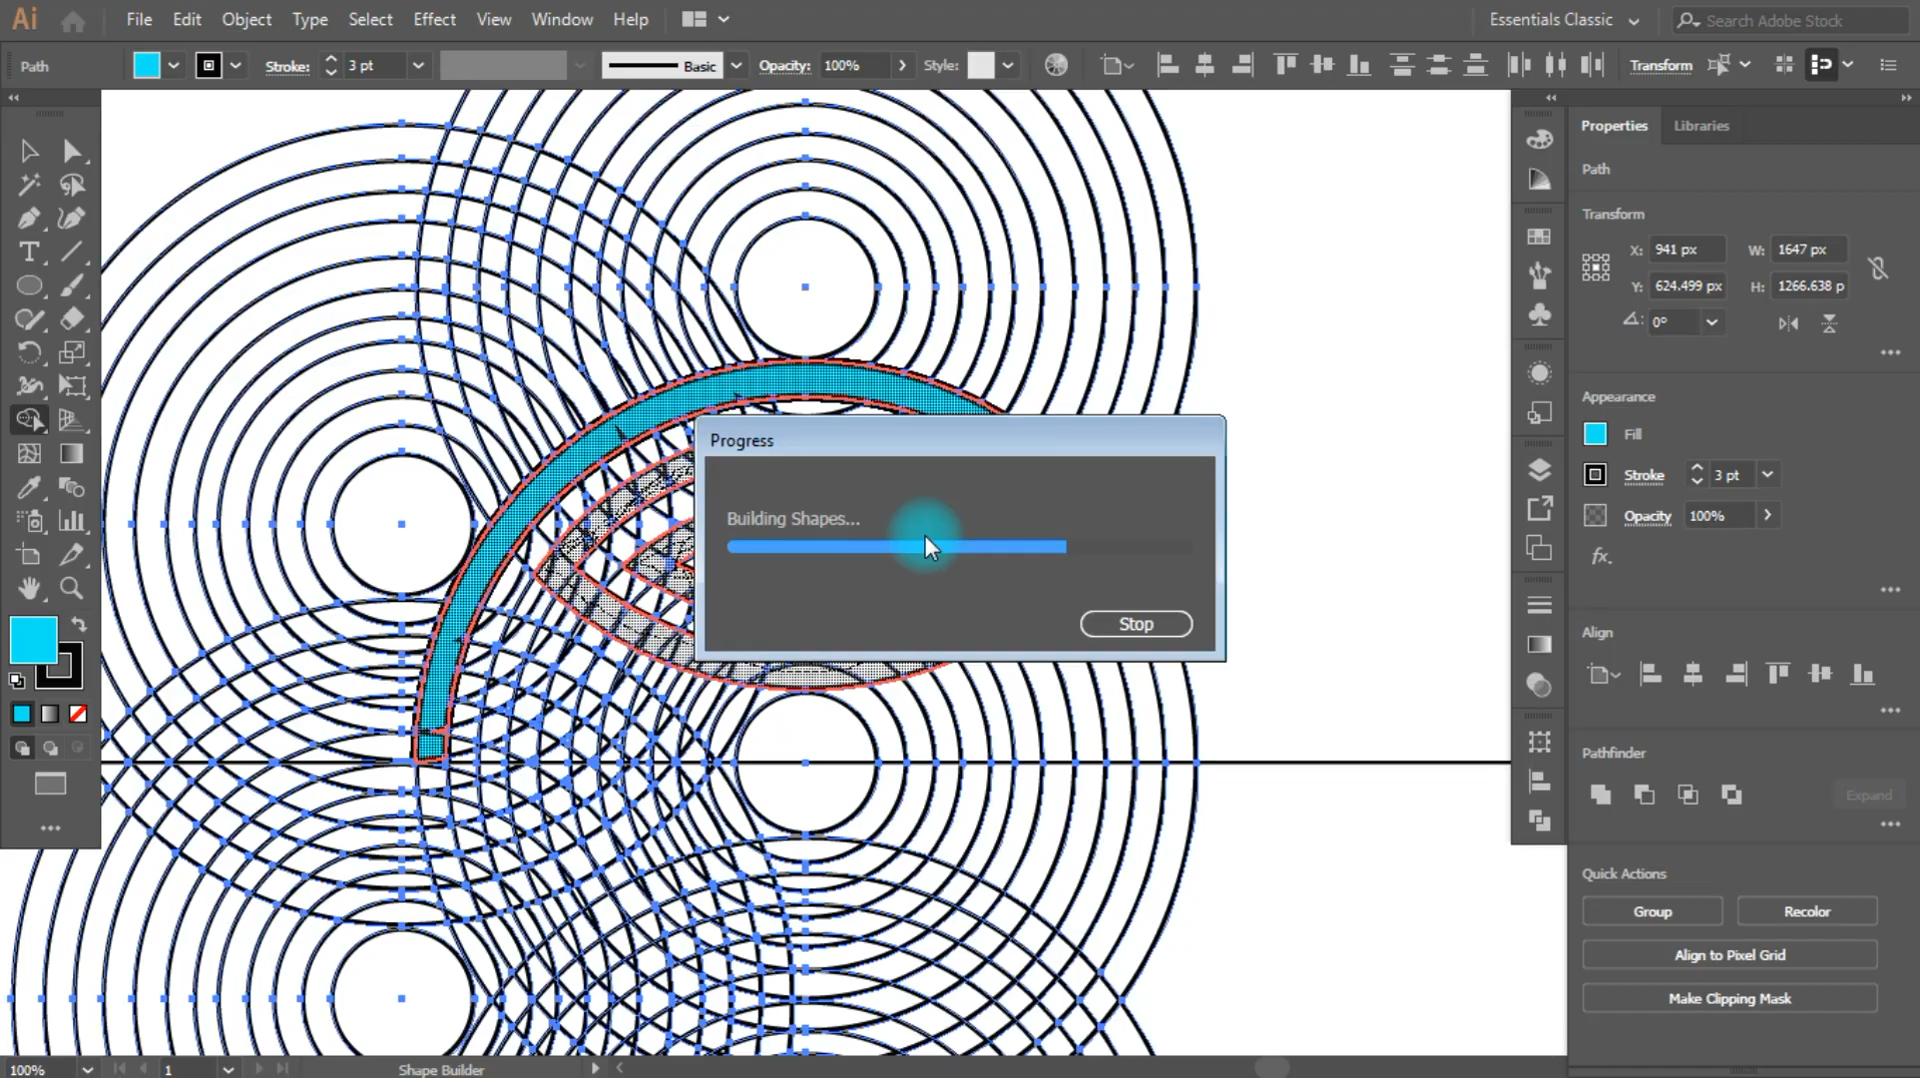 Ai File Edit Object Type Select Effect View Window Help Essentials Classic Search Adobe Stock
Path Stroke: 3 pt Basic Opacity: 100% Style: Transform
Properties Libraries
Path
Transform
X: 941 px W: 1647 px
Y: 624.499 px H: 1266.638 p
0°
Appearance
Fill
Stroke 3 pt
Opacity 100%
fx.
Align
Pathfinder
Expand
Quick Actions
Group Recolor
Align to Pixel Grid
Make Clipping Mask
Progress
Building Shapes...
Stop
100% 1 Shape Builder